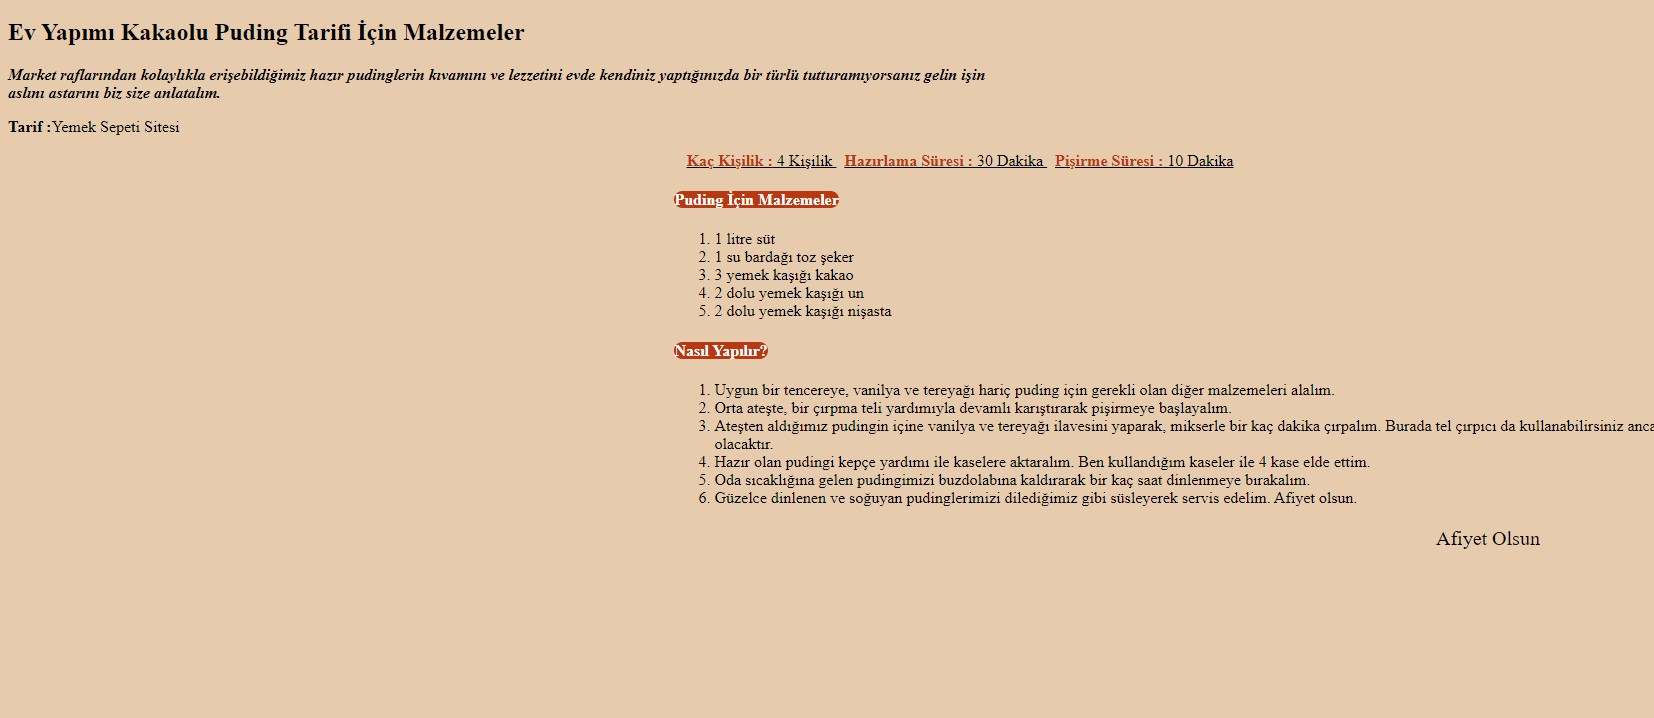 Ev Yapımı Kakaolu Puding Tarifi İçin Malzemeler
Market raflarından kolaylıkla erişebildiğimiz hazır pudinglerin kıvamını ve lezzetini evde kendiniz yaptığınızda bir türlü tutturamıyorsanız gelin işin
aslını astarını biz size anlatalım.
Tarif :Yemek Sepeti Sitesi
Kaç Kişilik : 4 Kişilik Hazırlama Süresi : 30 Dakika Pişirme Süresi : 10 Dakika
Puding İçin Malzemeler
1. 1 litre süt
2. 1 su bardağı toz şeker
3. 3 yemek kaşığı kakao
4. 2 dolu yemek kaşığı un
5. 2 dolu yemek kaşığı nişasta
Nasıl Yapılır?
1. Uygun bir tencereye, vanilya ve tereyağı hariç puding için gerekli olan diğer malzemeleri alalım.
2. Orta ateşte, bir çırpma teli yardımıyla devamlı karıştırarak pişirmeye başlayalım.
3. Ateşten aldığımız pudingin içine vanilya ve tereyağı ilavesini yaparak, mikserle bir kaç dakika çırpalım. Burada tel çırpıcı da kullanabilirsiniz
olacaktır.
4. Hazır olan pudingi kepçe yardımı ile kaselere aktaralım. Ben kullandığım kaseler ile 4 kase elde ettim.
5. Oda sıcaklığına gelen pudingimizi buzdolabına kaldırarak bir kaç saat dinlenmeye bırakalım.
6. Güzelce dinlenen ve soğuyan pudinglerimizi dilediğimiz gibi süsleyerek servis edelim. Afiyet olsun.
Afiyet Olsun